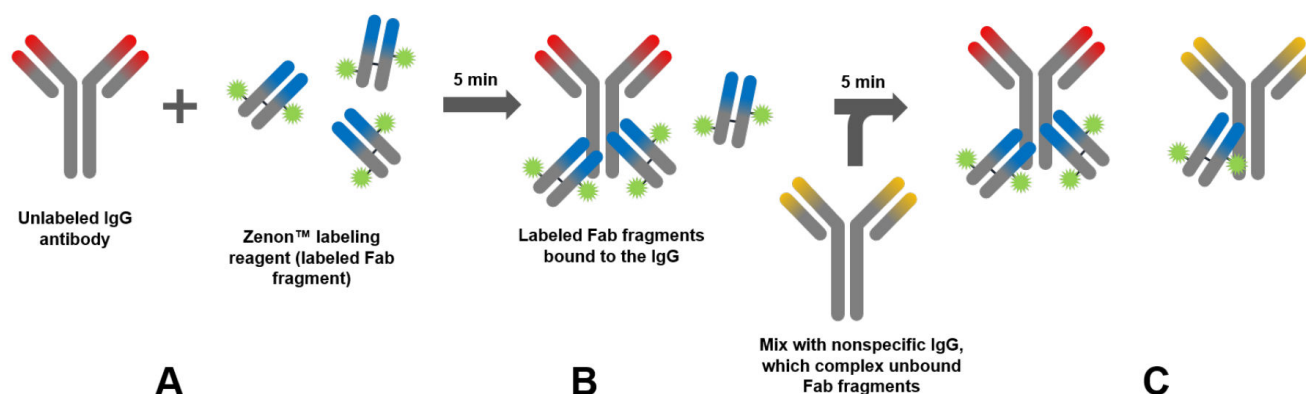 5 min
5 min
Unlabeled IgG
antibody
Zenon™ labeling
reagent (labeled Fab
fragment)
Labeled Fab fragments
bound to the IgG
Mix with nonspecific IgG,
which complex unbound
Fab fragments
A
B
C